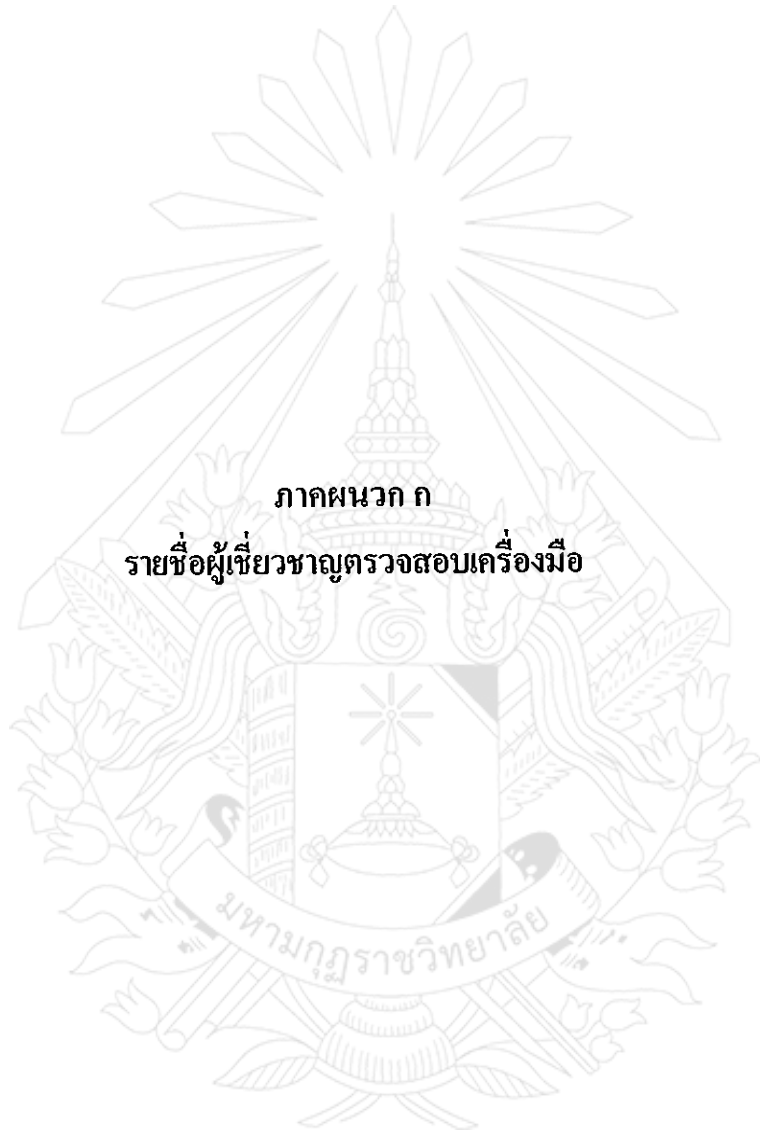 ภาคผนวก ก
รายชื่อผู้เชี่ยวชาญตรวจสอบเครื่องมือ
มหามกุฏราชวิทยาลัย